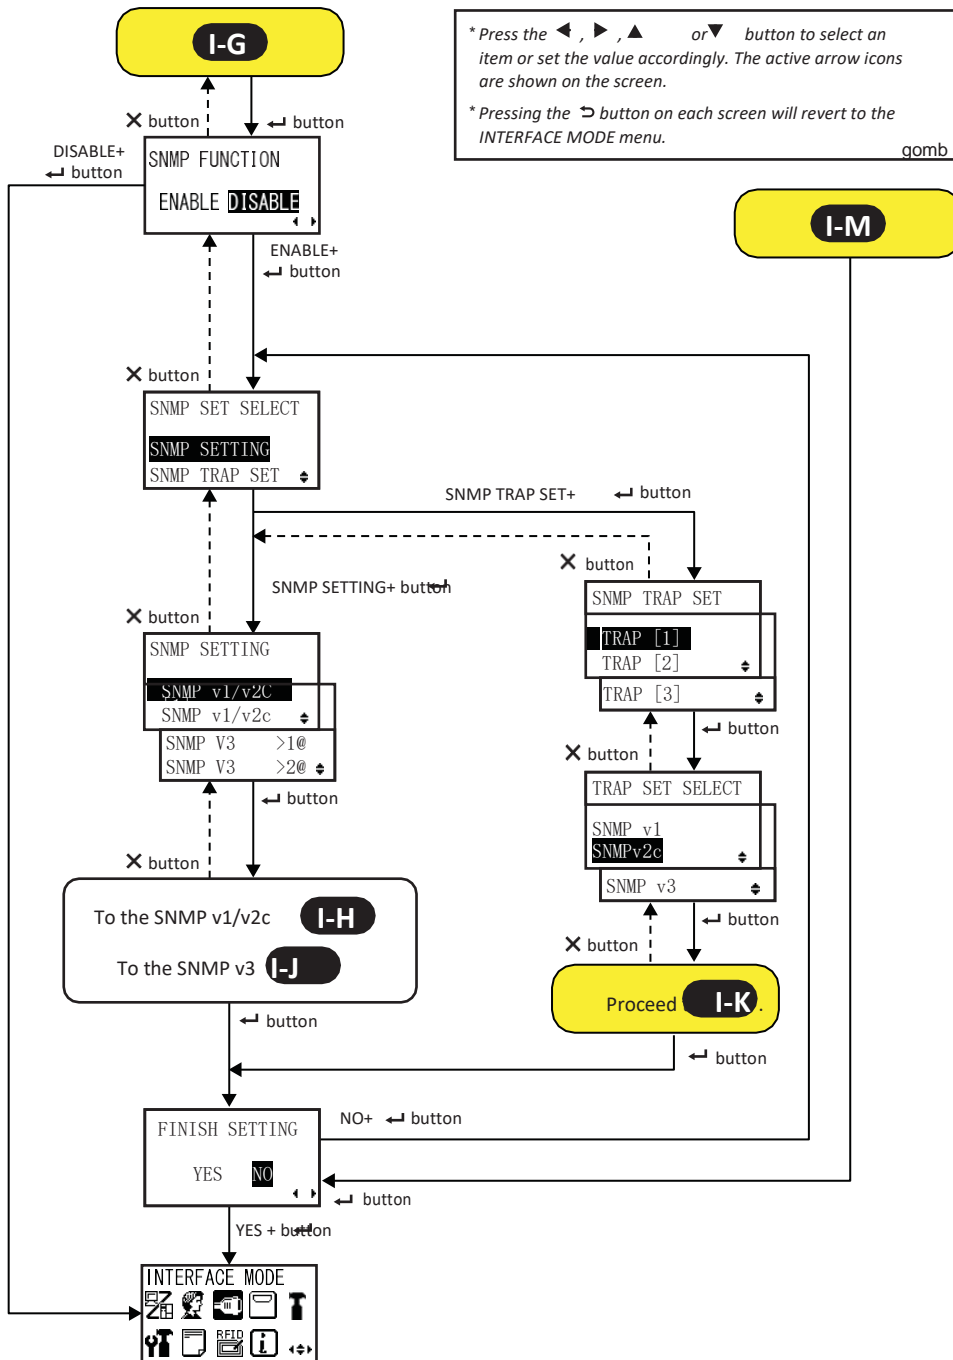 I-G
* Press the ◀ , ▶ , ▲ or ▼ button to select an
item or set the value accordingly. The active arrow icons
are shown on the screen.
* Pressing the ⮌ button on each screen will revert to the
INTERFACE MODE menu.
gomb
✕ button
↵ button
DISABLE+
↵ button
SNMP FUNCTION
ENABLE DISABLE
I-M
ENABLE+
↵ button
✕ button
SNMP SET SELECT
SNMP SETTING
SNMP TRAP SET
SNMP TRAP SET+ ↵ button
✕ button
SNMP SETTING+ button
SNMP TRAP SET
TRAP [1]
TRAP [2]
TRAP [3]
✕ button
SNMP SETTING
SNMP v1/v2C
SNMP v1/v2c
SNMP V3 >1@
SNMP V3 >2@
↵ button
✕ button
TRAP SET SELECT
SNMP v1
SNMPv2c
SNMP v3
↵ button
✕ button
To the SNMP v1/v2c I-H
To the SNMP v3 I-J
↵ button
✕ button
Proceed I-K.
↵ button
↵ button
FINISH SETTING
YES NO
NO+ ↵ button
↵ button
YES + button
INTERFACE MODE
RFID